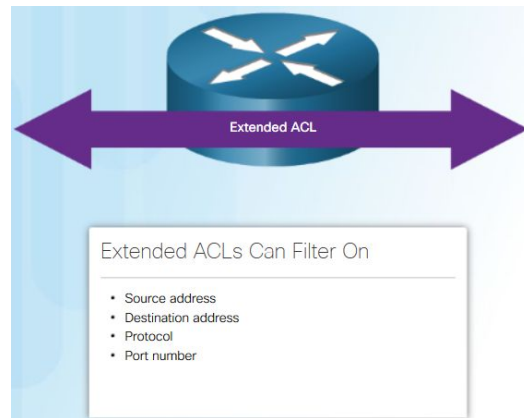 Extended ACL
Extended ACLs Can Filter On
• Source address
• Destination address
• Protocol
• Port number